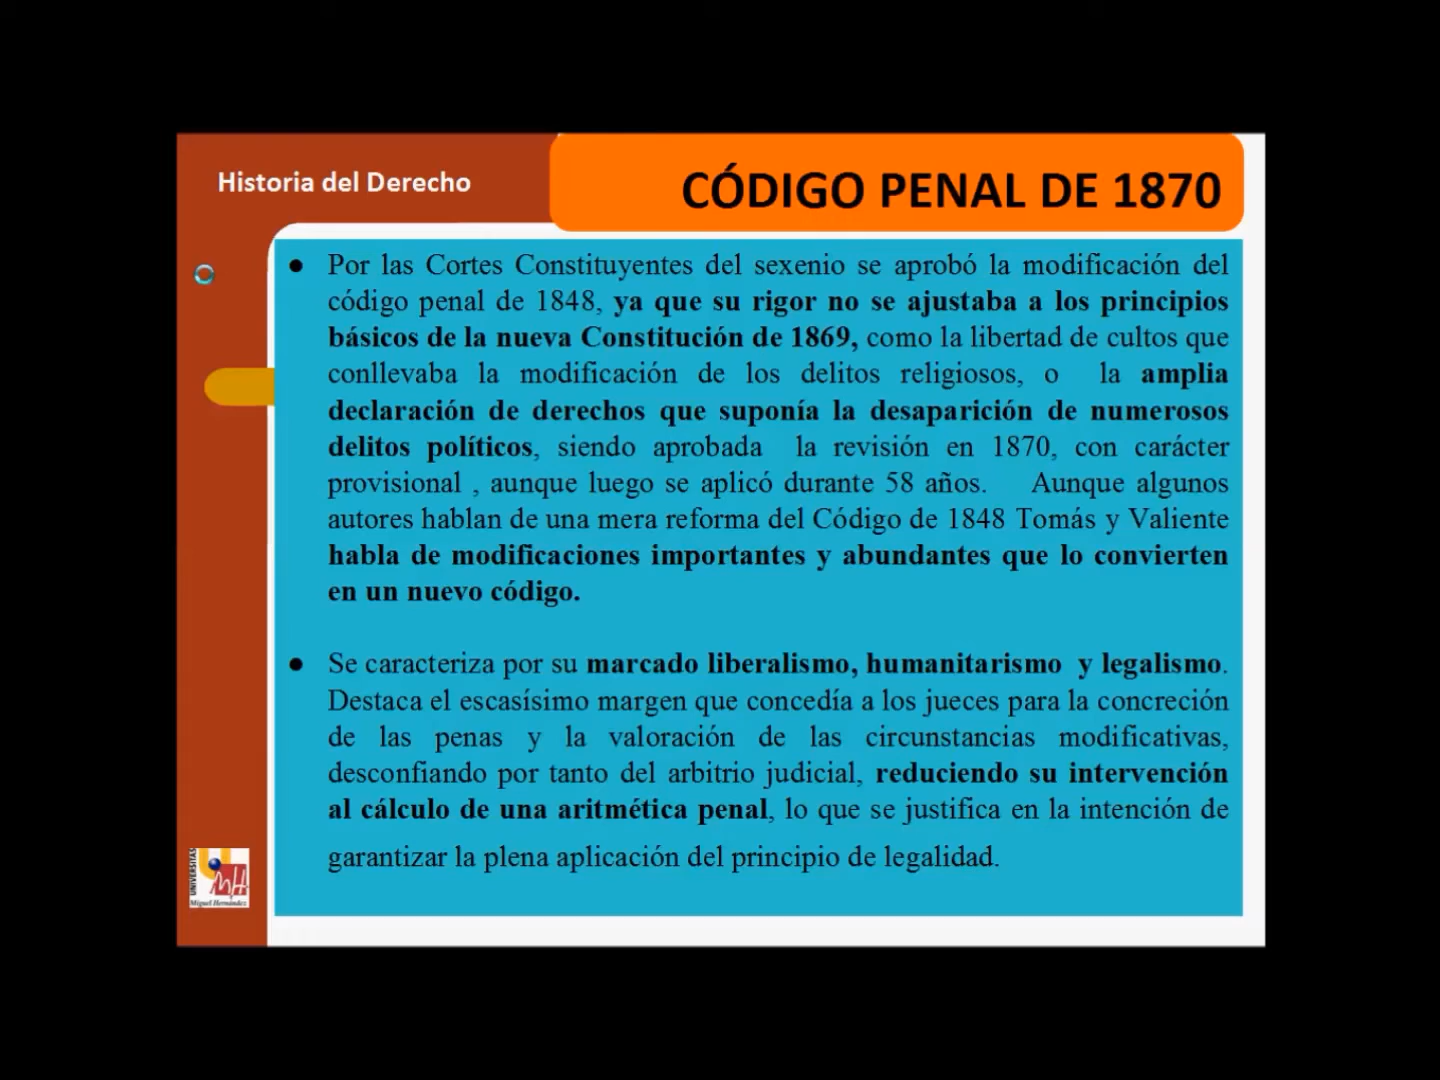 Historia del Derecho
CÓDIGO PENAL DE 1870
● Por las Cortes Constituyentes del sexenio se aprobó la modificación del
código penal de 1848, ya que su rigor no se ajustaba a los principios
básicos de la nueva Constitución de 1869, como la libertad de cultos que
conllevaba la modificación de los delitos religiosos, o la amplia
declaración de derechos que suponía la desaparición de numerosos
delitos políticos, siendo aprobada la revisión en 1870, con carácter
provisional , aunque luego se aplicó durante 58 años. Aunque algunos
autores hablan de una mera reforma del Código de 1848 Tomás y Valiente
habla de modificaciones importantes y abundantes que lo convierten
en un nuevo código.
● Se caracteriza por su marcado liberalismo, humanitarismo y legalismo.
Destaca el escasísimo margen que concedía a los jueces para la concreción
de las penas y la valoración de las circunstancias modificativas,
desconfiando por tanto del arbitrio judicial, reduciendo su intervención
al cálculo de una aritmética penal, lo que se justifica en la intención de
garantizar la plena aplicación del principio de legalidad.
UNIVERSITAS
Miguel Hernández